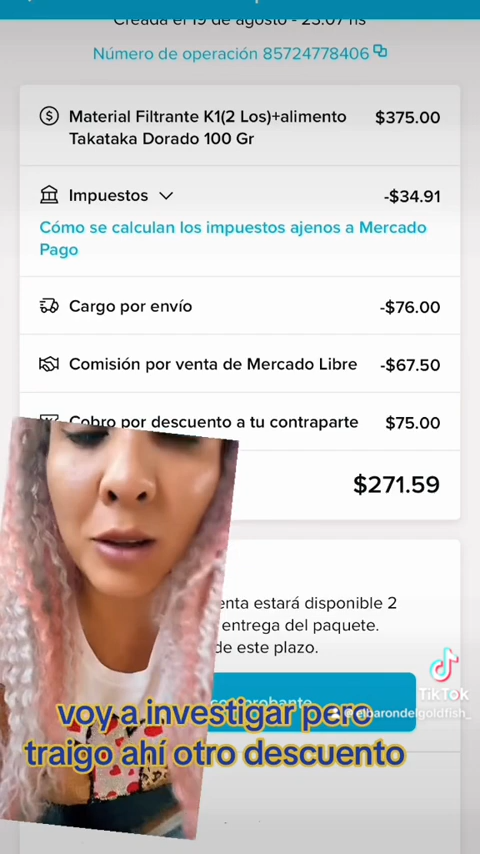 Creada el 19 de agosto - 23:07 hs
Número de operación 85724778406
Material Filtrante K1(2 Los)+alimento $375.00
Takataka Dorado 100 Gr
Impuestos -$34.91
Cómo se calculan los impuestos ajenos a Mercado
Pago
Cargo por envío -$76.00
Comisión por venta de Mercado Libre -$67.50
Cobro por descuento a tu contraparte $75.00
$271.59
enta estará disponible 2
entrega del paquete.
de este plazo.
comprobante
TikTok
@elbarondelgoldfish_
voy a investigar pero
traigo ahí otro descuento